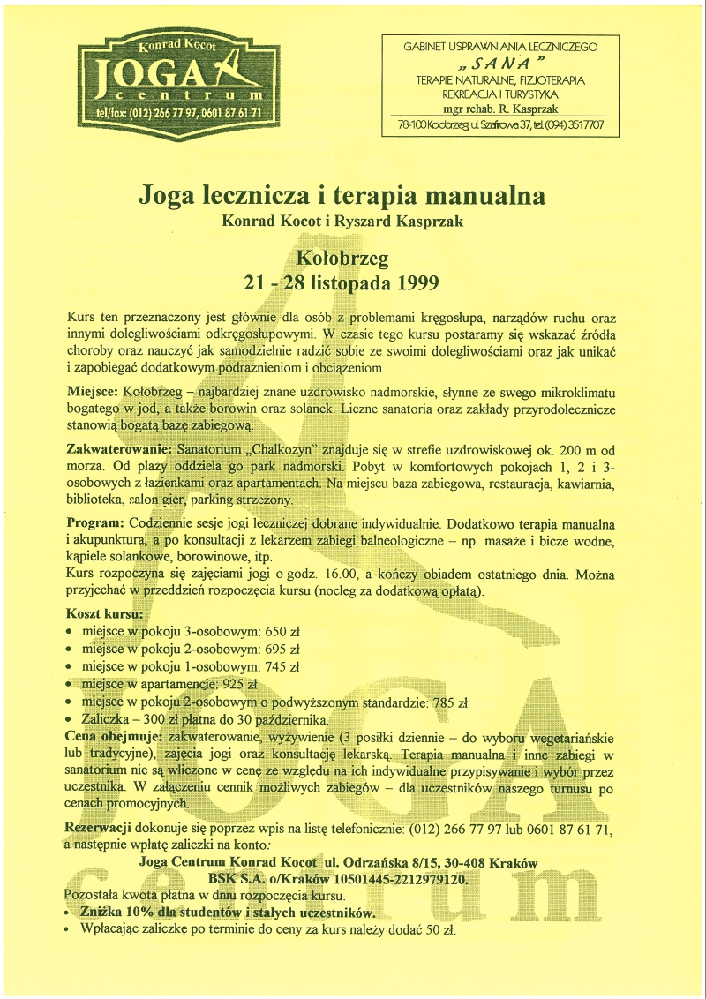 Konrad Kocot
JOGA
centrum
tel/fax: (012) 266 77 97, 0601 87 61 71
GABINET USPRAWNIANIA LECZNICZEGO
„SANA”
TERAPIE NATURALNE, FIZJOTERAPIA
REKREACJA I TURYSTYKA
mgr rehab. R. Kasprzak
78-100 Kołobrzeg, ul. Szafirowa 37, tel. (094) 3517707
Joga lecznicza i terapia manualna
Konrad Kocot i Ryszard Kasprzak
Kołobrzeg
21 - 28 listopada 1999
Kurs ten przeznaczony jest głównie dla osób z problemami kręgosłupa, narządów ruchu oraz
innymi dolegliwościami odkręgosłupowymi. W czasie tego kursu postaramy się wskazać źródła
choroby oraz nauczyć jak samodzielnie radzić sobie ze swoimi dolegliwościami oraz jak unikać
i zapobiegać dodatkowym podrażnieniom i obciążeniom.
Miejsce: Kołobrzeg – najbardziej znane uzdrowisko nadmorskie, słynne ze swego mikroklimatu
bogatego w jod, a także borowin oraz solanek. Liczne sanatoria oraz zakłady przyrodolecznicze
stanowią bogatą bazę zabiegową.
Zakwaterowanie: Sanatorium „Chalkozyn” znajduje się w strefie uzdrowiskowej ok. 200 m od
morza. Od plaży oddziela go park nadmorski. Pobyt w komfortowych pokojach 1, 2 i 3-
osobowych z łazienkami oraz apartamentach. Na miejscu baza zabiegowa, restauracja, kawiarnia,
biblioteka, salon gier, parking strzeżony.
Program: Codziennie sesje jogi leczniczej dobrane indywidualnie. Dodatkowo terapia manualna
i akupunktura, a po konsultacji z lekarzem zabiegi balneologiczne – np. masaże i bicze wodne,
kąpiele solankowe, borowinowe, itp.
Kurs rozpoczyna się zajęciami jogi o godz. 16.00, a kończy obiadem ostatniego dnia. Można
przyjechać w przeddzień rozpoczęcia kursu (nocleg za dodatkową opłatą).
Koszt kursu:
• miejsce w pokoju 3-osobowym: 650 zł
• miejsce w pokoju 2-osobowym: 695 zł
• miejsce w pokoju 1-osobowym: 745 zł
• miejsce w apartamencie: 925 zł
• miejsce w pokoju 2-osobowym o podwyższonym standardzie: 785 zł
• Zaliczka – 300 zł płatna do 30 października.
Cena obejmuje: zakwaterowanie, wyżywienie (3 posiłki dziennie – do wyboru wegetariańskie
lub tradycyjne), zajęcia jogi oraz konsultację lekarską. Terapia manualna i inne zabiegi w
sanatorium nie są wliczone w cenę ze względu na ich indywidualne przypisywanie i wybór przez
uczestnika. W załączeniu cennik możliwych zabiegów – dla uczestników naszego turnusu po
cenach promocyjnych.
Rezerwacji dokonuje się poprzez wpis na listę telefonicznie: (012) 266 77 97 lub 0601 87 61 71,
a następnie wpłatę zaliczki na konto:
Joga Centrum Konrad Kocot ul. Odrzańska 8/15, 30-408 Kraków
BSK S.A. o/Kraków 10501445-2212979120.
Pozostała kwota płatna w dniu rozpoczęcia kursu.
• Zniżka 10% dla studentów i stałych uczestników.
• Wpłacając zaliczkę po terminie do ceny za kurs należy dodać 50 zł.
JOGA
centrum